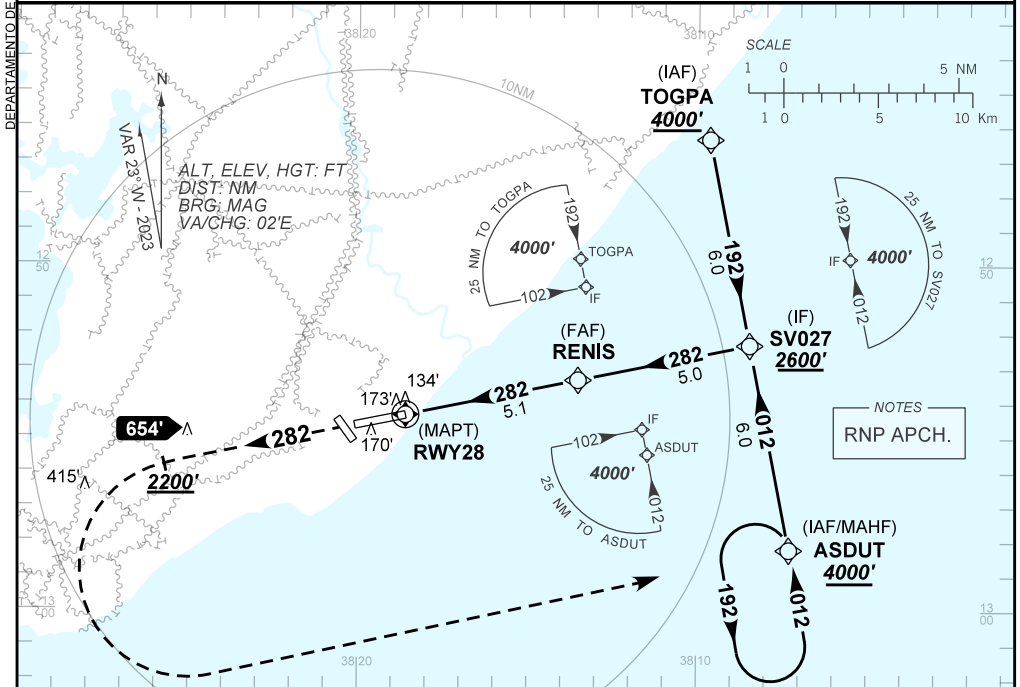 DEPARTAMENTO DE
38 20
38 10
SCALE
1 0 5 NM
1 0 5 10 Km
10NM
(IAF)
TOGPA
4000'
N
VAR 23° W - 2023
ALT, ELEV, HGT: FT
DIST: NM
BRG: MAG
VA/CHG: 02'E
25 NM TO TOGPA
4000'
192
TOGPA
102
IF
192
6.0
192
IF
4000'
012
25 NM TO SV027
12
50
12
50
(IF)
SV027
2600'
(FAF)
RENIS
282
5.0
282
5.1
134'
173'
170'
(MAPT)
RWY28
654'
282
415'
2200'
102
IF
ASDUT
4000'
012
25 NM TO ASDUT
012
6.0
NOTES
RNP APCH.
(IAF/MAHF)
ASDUT
4000'
192
012
13
00
13
00
38 20
38 10